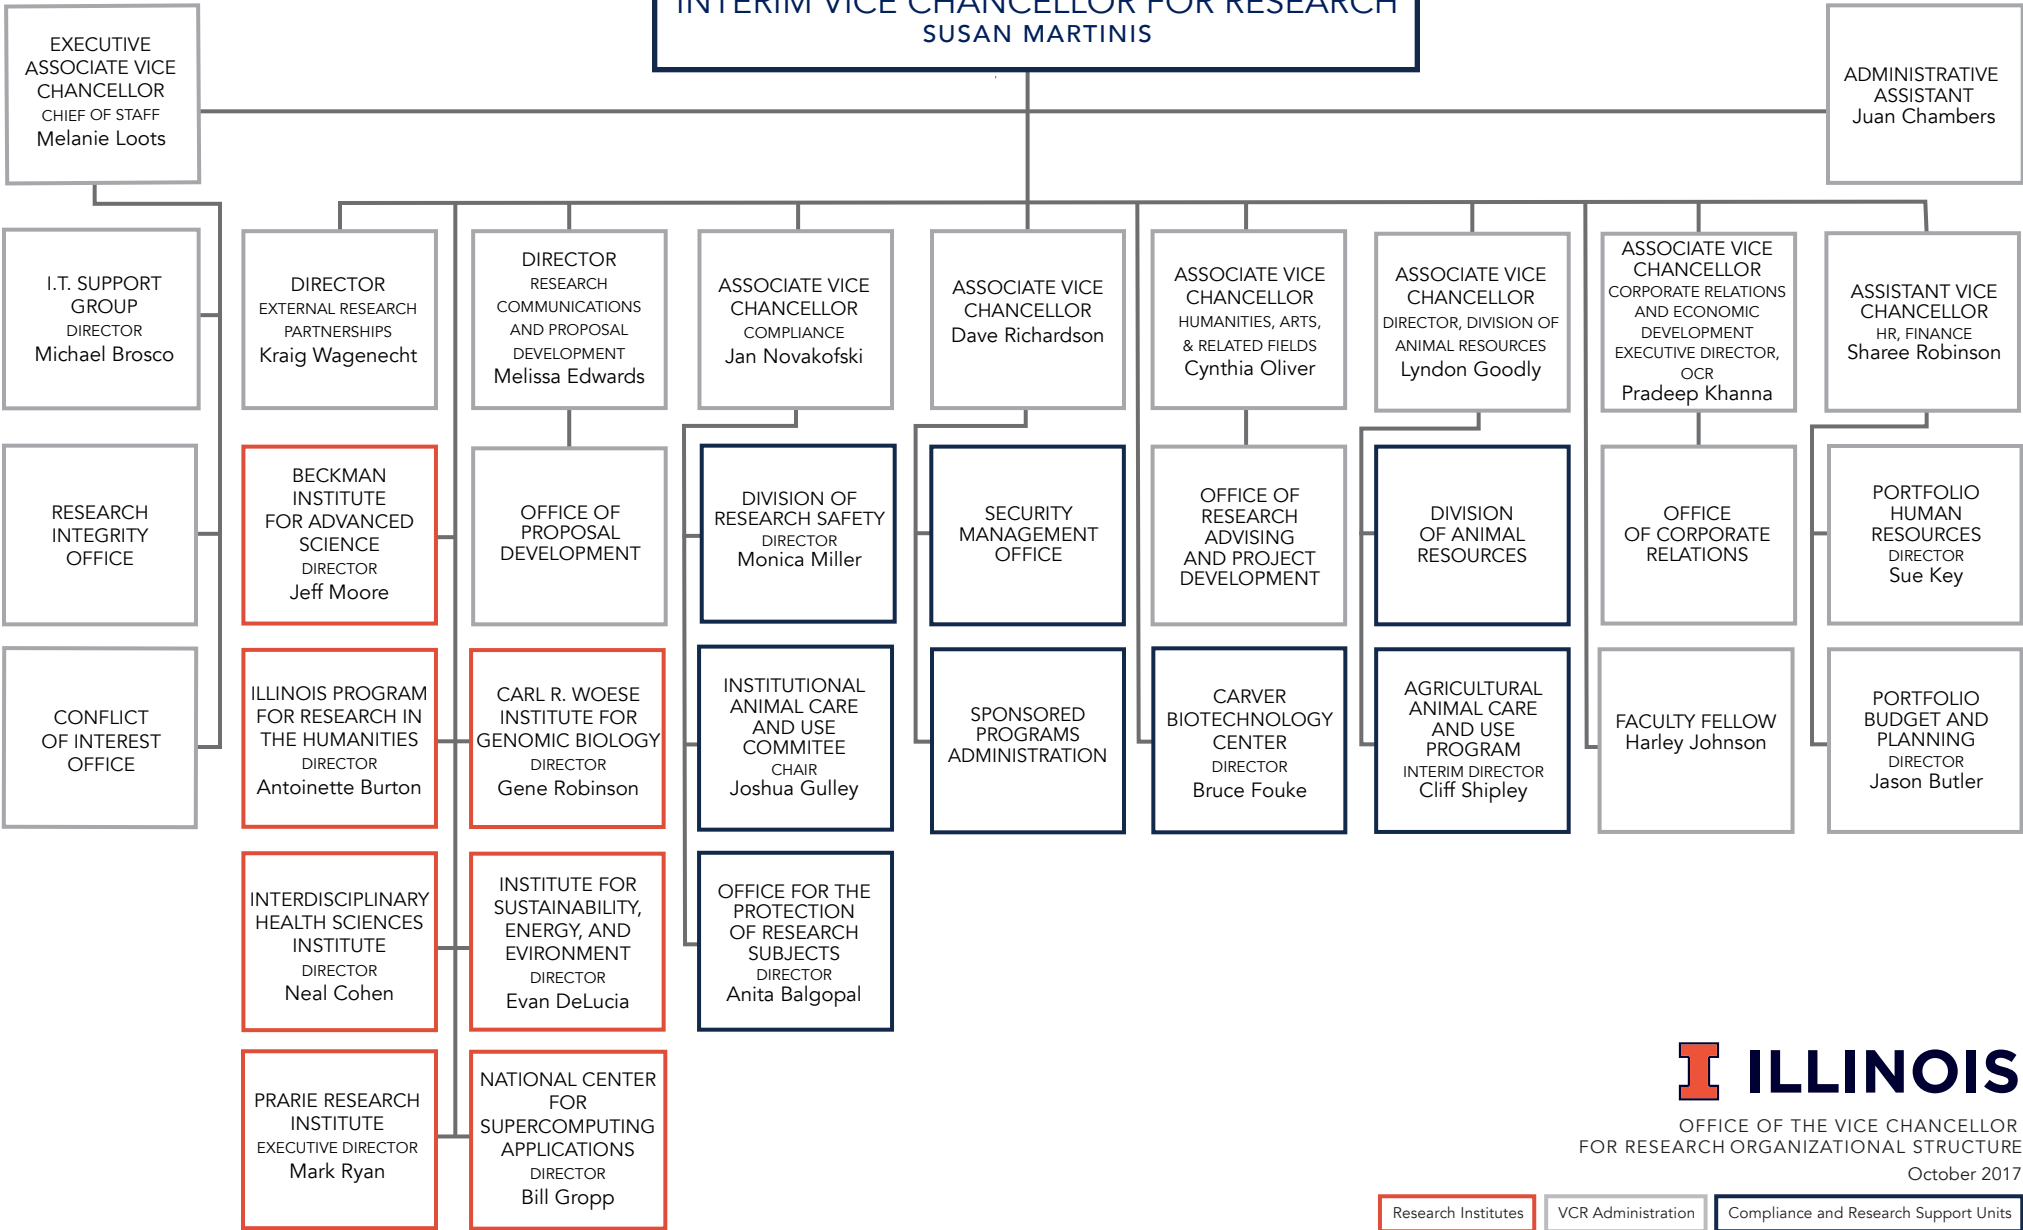 INTERIM VICE CHANCELLOR FOR RESEARCH
SUSAN MARTINIS
EXECUTIVE
ASSOCIATE VICE
CHANCELLOR
CHIEF OF STAFF
Melanie Loots
ADMINISTRATIVE
ASSISTANT
Juan Chambers
I.T. SUPPORT
GROUP
DIRECTOR
Michael Brosco
DIRECTOR
EXTERNAL RESEARCH
PARTNERSHIPS
Kraig Wagenecht
DIRECTOR
RESEARCH
COMMUNICATIONS
AND PROPOSAL
DEVELOPMENT
Melissa Edwards
ASSOCIATE VICE
CHANCELLOR
COMPLIANCE
Jan Novakofski
ASSOCIATE VICE
CHANCELLOR
Dave Richardson
ASSOCIATE VICE
CHANCELLOR
HUMANITIES, ARTS,
& RELATED FIELDS
Cynthia Oliver
ASSOCIATE VICE
CHANCELLOR
DIRECTOR, DIVISION OF
ANIMAL RESOURCES
Lyndon Goodly
ASSOCIATE VICE
CHANCELLOR
CORPORATE RELATIONS
AND ECONOMIC
DEVELOPMENT
EXECUTIVE DIRECTOR,
OCR
Pradeep Khanna
ASSISTANT VICE
CHANCELLOR
HR, FINANCE
Sharee Robinson
RESEARCH
INTEGRITY
OFFICE
BECKMAN
INSTITUTE
FOR ADVANCED
SCIENCE
DIRECTOR
Jeff Moore
OFFICE OF
PROPOSAL
DEVELOPMENT
DIVISION OF
RESEARCH SAFETY
DIRECTOR
Monica Miller
SECURITY
MANAGEMENT
OFFICE
OFFICE OF
RESEARCH
ADVISING
AND PROJECT
DEVELOPMENT
DIVISION
OF ANIMAL
RESOURCES
OFFICE
OF CORPORATE
RELATIONS
PORTFOLIO
HUMAN
RESOURCES
DIRECTOR
Sue Key
CONFLICT
OF INTEREST
OFFICE
ILLINOIS PROGRAM
FOR RESEARCH IN
THE HUMANITIES
DIRECTOR
Antoinette Burton
CARL R. WOESE
INSTITUTE FOR
GENOMIC BIOLOGY
DIRECTOR
Gene Robinson
INSTITUTIONAL
ANIMAL CARE
AND USE
COMMITEE
CHAIR
Joshua Gulley
SPONSORED
PROGRAMS
ADMINISTRATION
CARVER
BIOTECHNOLOGY
CENTER
DIRECTOR
Bruce Fouke
AGRICULTURAL
ANIMAL CARE
AND USE
PROGRAM
INTERIM DIRECTOR
Cliff Shipley
FACULTY FELLOW
Harley Johnson
PORTFOLIO
BUDGET AND
PLANNING
DIRECTOR
Jason Butler
INTERDISCIPLINARY
HEALTH SCIENCES
INSTITUTE
DIRECTOR
Neal Cohen
INSTITUTE FOR
SUSTAINABILITY,
ENERGY, AND
EVIRONMENT
DIRECTOR
Evan DeLucia
OFFICE FOR THE
PROTECTION
OF RESEARCH
SUBJECTS
DIRECTOR
Anita Balgopal
PRARIE RESEARCH
INSTITUTE
EXECUTIVE DIRECTOR
Mark Ryan
NATIONAL CENTER
FOR
SUPERCOMPUTING
APPLICATIONS
DIRECTOR
Bill Gropp
I ILLINOIS
OFFICE OF THE VICE CHANCELLOR
FOR RESEARCH ORGANIZATIONAL STRUCTURE
October 2017
Research Institutes
VCR Administration
Compliance and Research Support Units